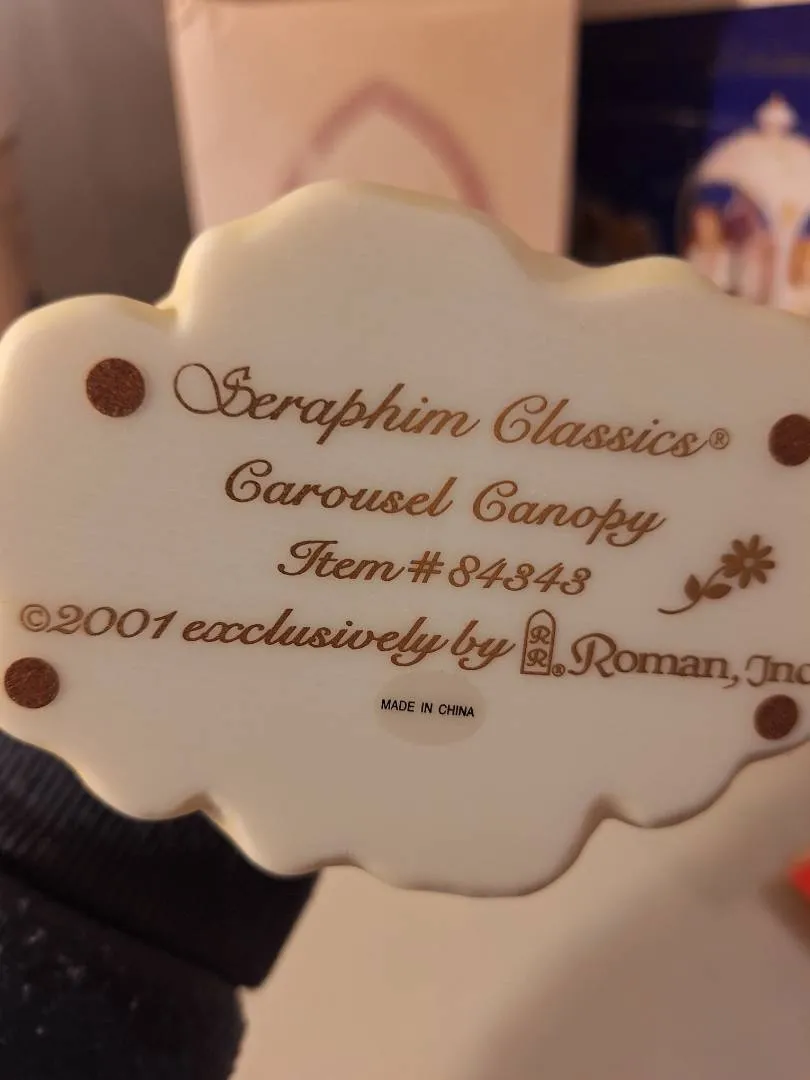 Seraphim Classics®
Carousel Canopy
Item # 84343
©2001 exclusively by RR® Roman, Inc
MADE IN CHINA